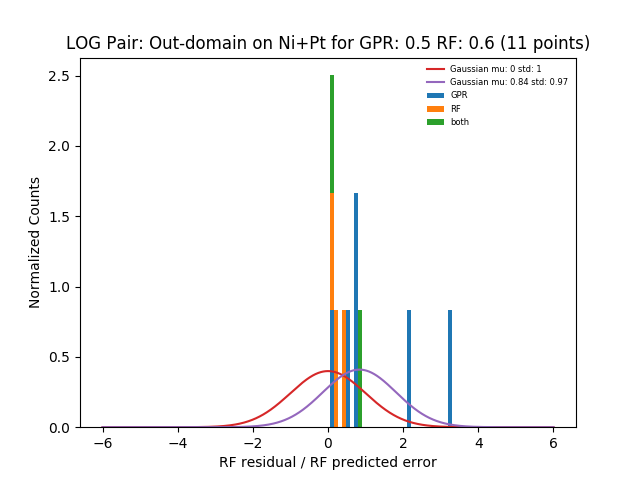 LOG Pair: Out-domain on Ni+Pt for GPR: 0.5 RF: 0.6 (11 points)
Gaussian mu: 0 std: 1
Gaussian mu: 0.84 std: 0.97
GPR
RF
both
Normalized Counts
2.5
2.0
1.5
1.0
0.5
0.0
−6 −4 −2 0 2 4 6
RF residual / RF predicted error